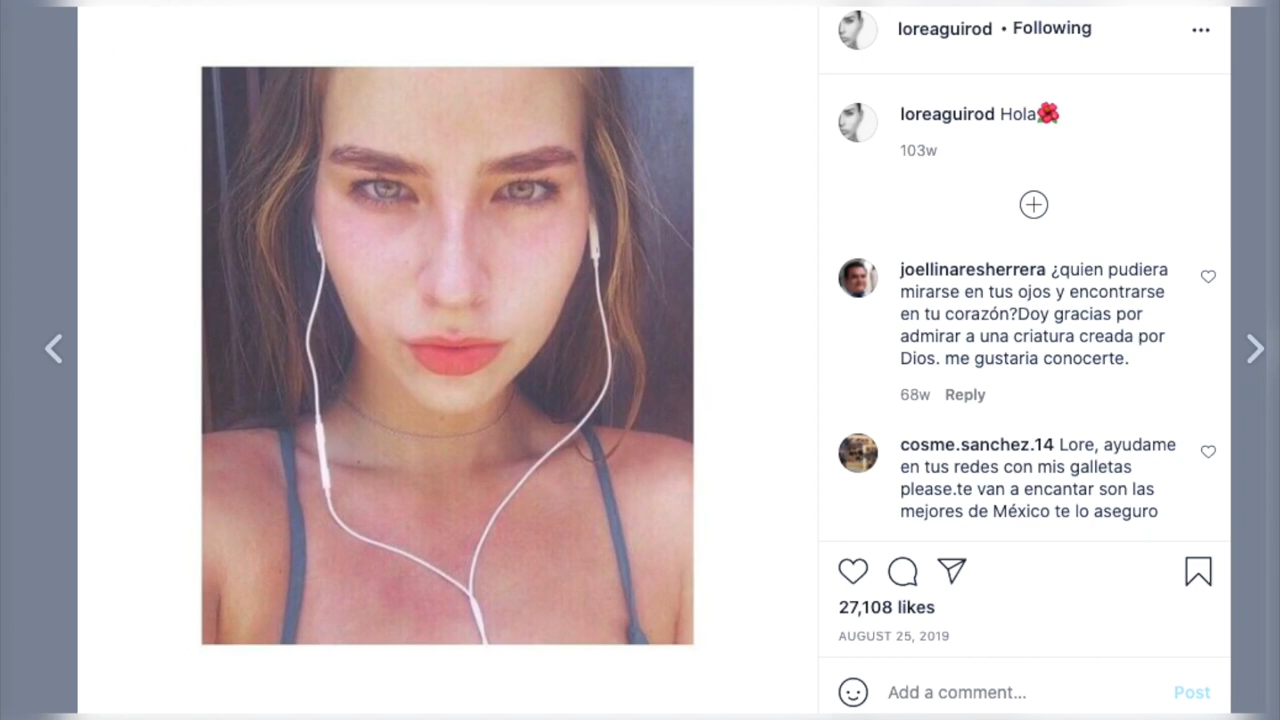 loreaguirod • Following
loreaguirod Hola🌺
103w
joellinaresherrera ¿quien pudiera
mirarse en tus ojos y encontrarse
en tu corazón?Doy gracias por
admirar a una criatura creada por
Dios. me gustaria conocerte.
68w Reply
cosme.sanchez.14 Lore, ayudame
en tus redes con mis galletas
please.te van a encantar son las
mejores de México te lo aseguro
27,108 likes
AUGUST 25, 2019
Add a comment...
Post